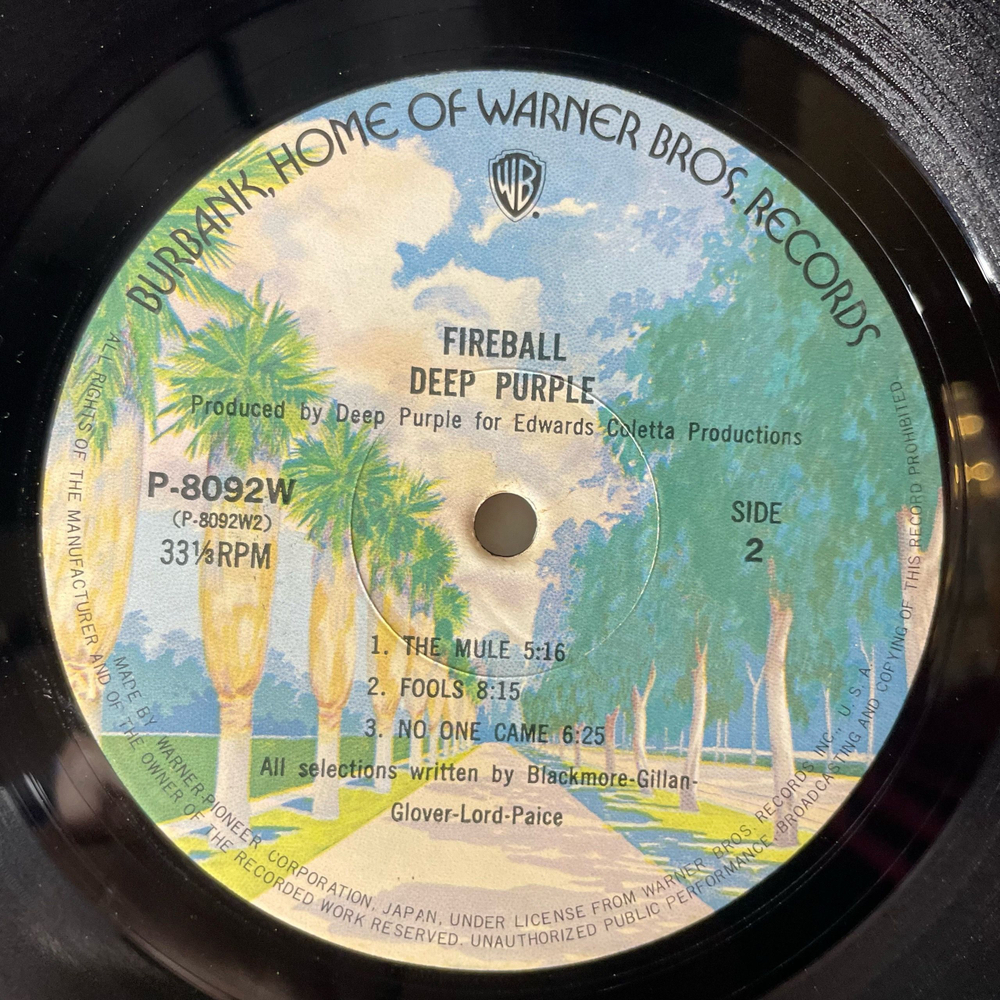 BURBANK, HOME OF WARNER BROS. RECORDS
WB
FIREBALL
DEEP PURPLE
Produced by Deep Purple for Edwards Coletta Productions
P-8092W
(P-8092W2)
33⅓RPM
SIDE
2
1. THE MULE 5:16
2. FOOLS 8:15
3. NO ONE CAME 6:25
All selections written by Blackmore-Gillan-
Glover-Lord-Paice
MADE BY WARNER-PIONEER CORPORATION, JAPAN, UNDER LICENSE FROM WARNER BROS. RECORDS INC., U.S.A.
ALL RIGHTS OF THE MANUFACTURER AND OF THE OWNER OF THE RECORDED WORK RESERVED. UNAUTHORIZED PUBLIC PERFORMANCE, BROADCASTING AND COPYING OF THIS RECORD PROHIBITED.